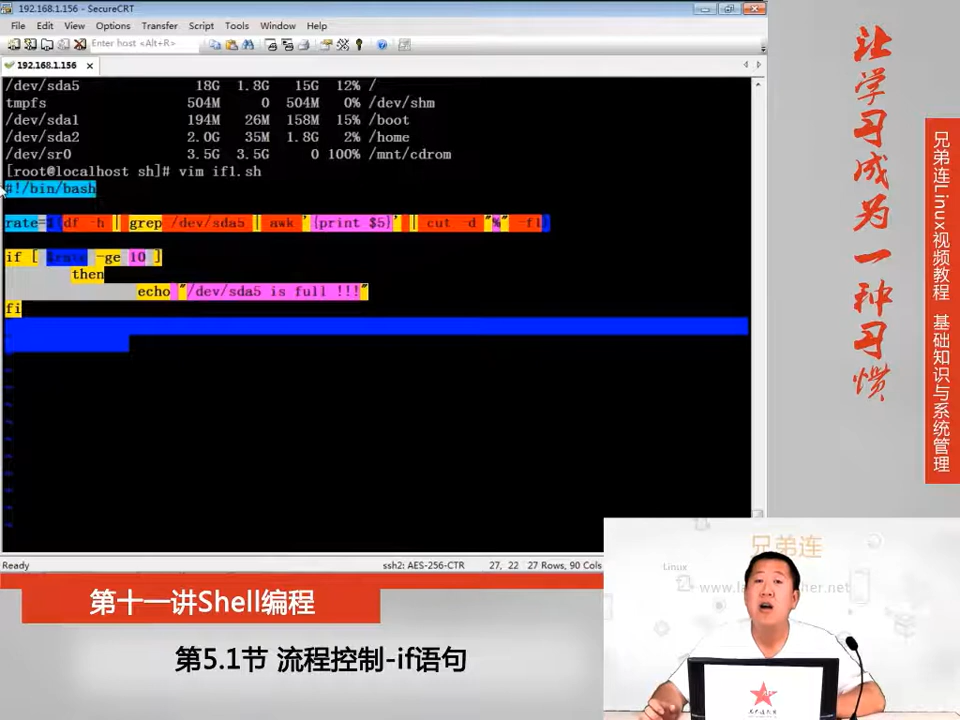 192.168.1.156 - SecureCRT
File Edit View Options Transfer Script Tools Window Help
Enter host <Alt+R>
192.168.1.156
/dev/sda5 18G 1.8G 15G 12% /
tmpfs 504M 0 504M 0% /dev/shm
/dev/sda1 194M 26M 158M 15% /boot
/dev/sda2 2.0G 35M 1.8G 2% /home
/dev/sr0 3.5G 3.5G 0 100% /mnt/cdrom
[root@localhost sh]# vim if1.sh
#!/bin/bash
rate=$(df -h | grep /dev/sda5 | awk '{print $5}' | cut -d "%" -f1)
if [ $rate -ge 10 ]
then
echo "/dev/sda5 is full !!!"
fi
~
~
~
~
~
~
~
~
~
~
Ready ssh2: AES-256-CTR 27, 22 27 Rows, 90 Cols
让学习成为一种习惯
兄弟连Linux视频教程 基础知识与系统管理
兄弟连
Linux
第十一讲Shell编程
第5.1节 流程控制-if语句